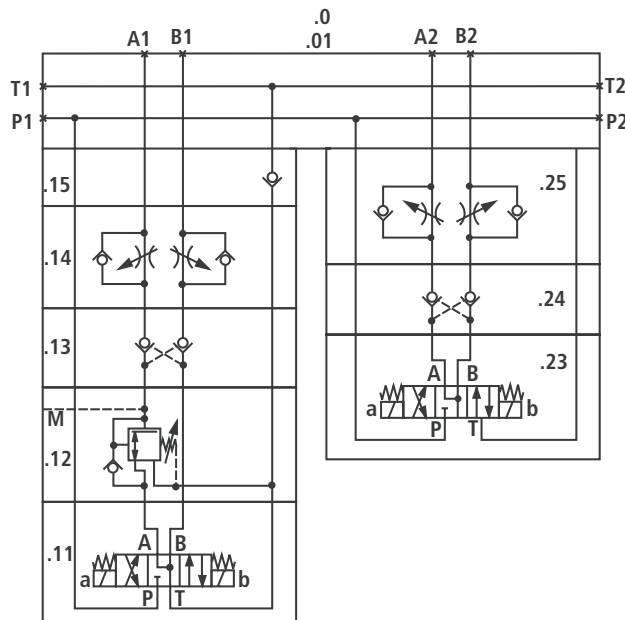 .0
.01
A1 B1 A2 B2
T1 T2
P1 P2
.15 .25
.14
.24
.13
.23
M
.12
A B
a b
P T
.11
A B
a b
P T